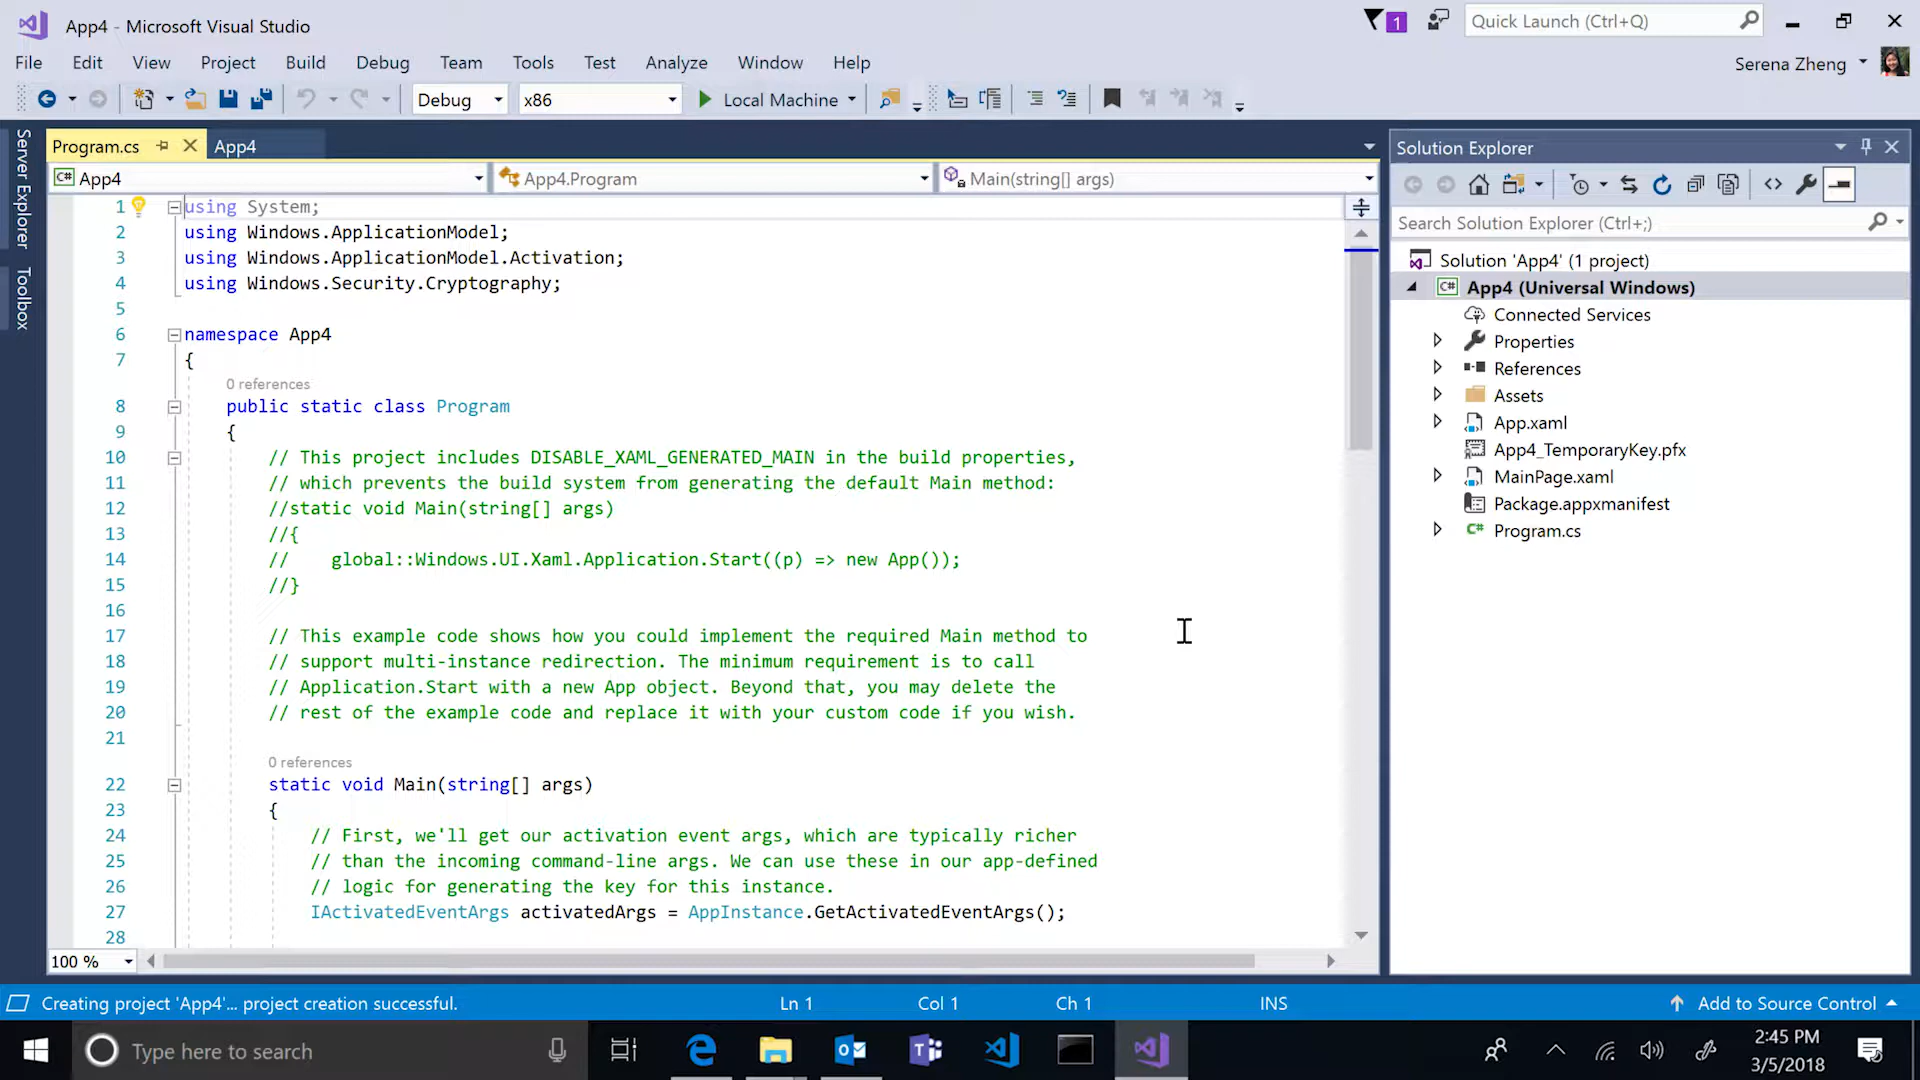 App4 - Microsoft Visual Studio
1
Quick Launch (Ctrl+Q)
File Edit View Project Build Debug Team Tools Test Analyze Window Help
Serena Zheng
Debug x86 Local Machine
Server Explorer
Toolbox
Program.cs App4
App4 App4.Program Main(string[] args)
1 using System;
2 using Windows.ApplicationModel;
3 using Windows.ApplicationModel.Activation;
4 using Windows.Security.Cryptography;
5
6 namespace App4
7 {
0 references
8 public static class Program
9 {
10 // This project includes DISABLE_XAML_GENERATED_MAIN in the build properties,
11 // which prevents the build system from generating the default Main method:
12 //static void Main(string[] args)
13 //{
14 // global::Windows.UI.Xaml.Application.Start((p) => new App());
15 //}
16
17 // This example code shows how you could implement the required Main method to
18 // support multi-instance redirection. The minimum requirement is to call
19 // Application.Start with a new App object. Beyond that, you may delete the
20 // rest of the example code and replace it with your custom code if you wish.
21
0 references
22 static void Main(string[] args)
23 {
24 // First, we'll get our activation event args, which are typically richer
25 // than the incoming command-line args. We can use these in our app-defined
26 // logic for generating the key for this instance.
27 IActivatedEventArgs activatedArgs = AppInstance.GetActivatedEventArgs();
28
100 %
Solution Explorer
Search Solution Explorer (Ctrl+;)
Solution 'App4' (1 project)
C# App4 (Universal Windows)
Connected Services
Properties
References
Assets
App.xaml
App4_TemporaryKey.pfx
MainPage.xaml
Package.appxmanifest
C# Program.cs
Creating project 'App4'... project creation successful. Ln 1 Col 1 Ch 1 INS Add to Source Control
Type here to search
2:45 PM
3/5/2018